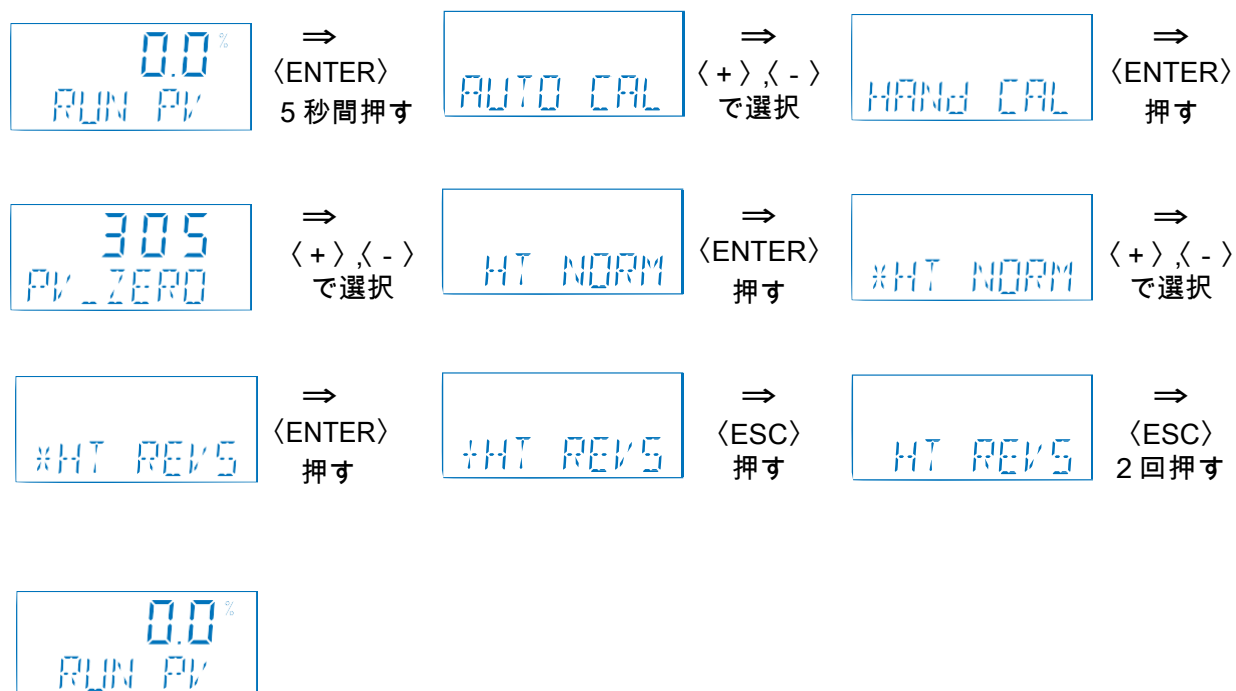 0.0%
RUN PV
⇒
〈ENTER〉
5 秒間押す
AUTO CAL
⇒
〈 + 〉,〈 - 〉
で選択
HANd CAL
⇒
〈ENTER〉
押す
305
PV_ZERO
⇒
〈 + 〉,〈 - 〉
で選択
HT NORM
⇒
〈ENTER〉
押す
*HT NORM
⇒
〈 + 〉,〈 - 〉
で選択
*HT REVS
⇒
〈ENTER〉
押す
+HT REVS
⇒
〈ESC〉
押す
HT REVS
⇒
〈ESC〉
2 回押す
0.0%
RUN PV